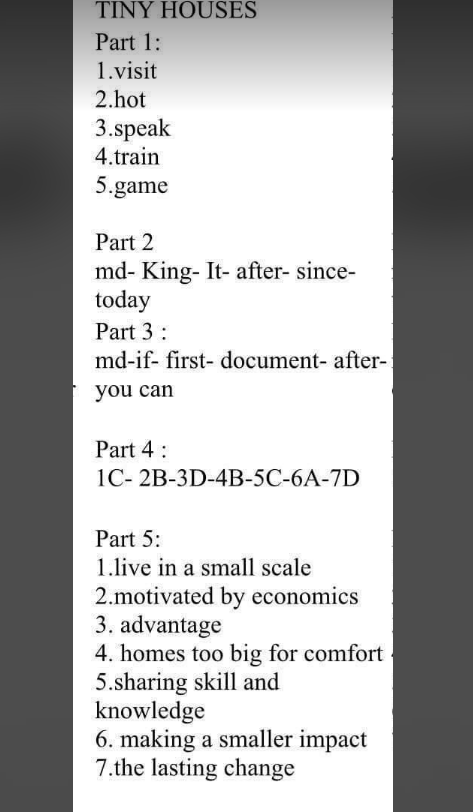 TINY HOUSES
Part 1:
1.visit
2.hot
3.speak
4.train
5.game
Part 2
md- King- It- after- since-
today
Part 3 :
md-if- first- document- after-
you can
Part 4 :
1C- 2B-3D-4B-5C-6A-7D
Part 5:
1.live in a small scale
2.motivated by economics
3. advantage
4. homes too big for comfort
5.sharing skill and
knowledge
6. making a smaller impact
7.the lasting change